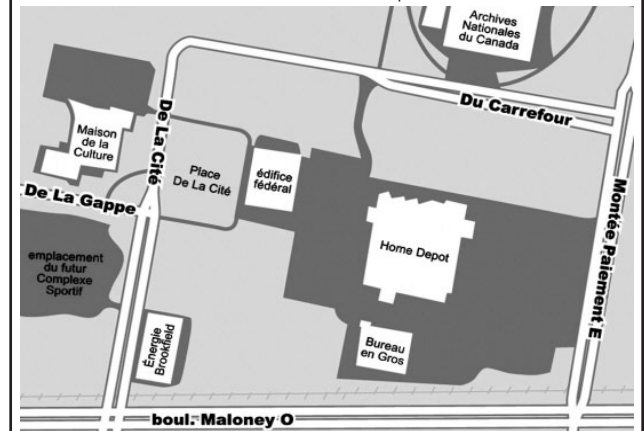 Archives
Nationales
du Canada
Du Carrefour
De La Cité
Maison
de la
Culture
Place
De La Cité
édifice
fédéral
De La Gappe
Montée Paiement E
Home Depot
emplacement
du futur
Complexe
Sportif
Énergie
Brookfield
Bureau
en Gros
boul. Maloney O